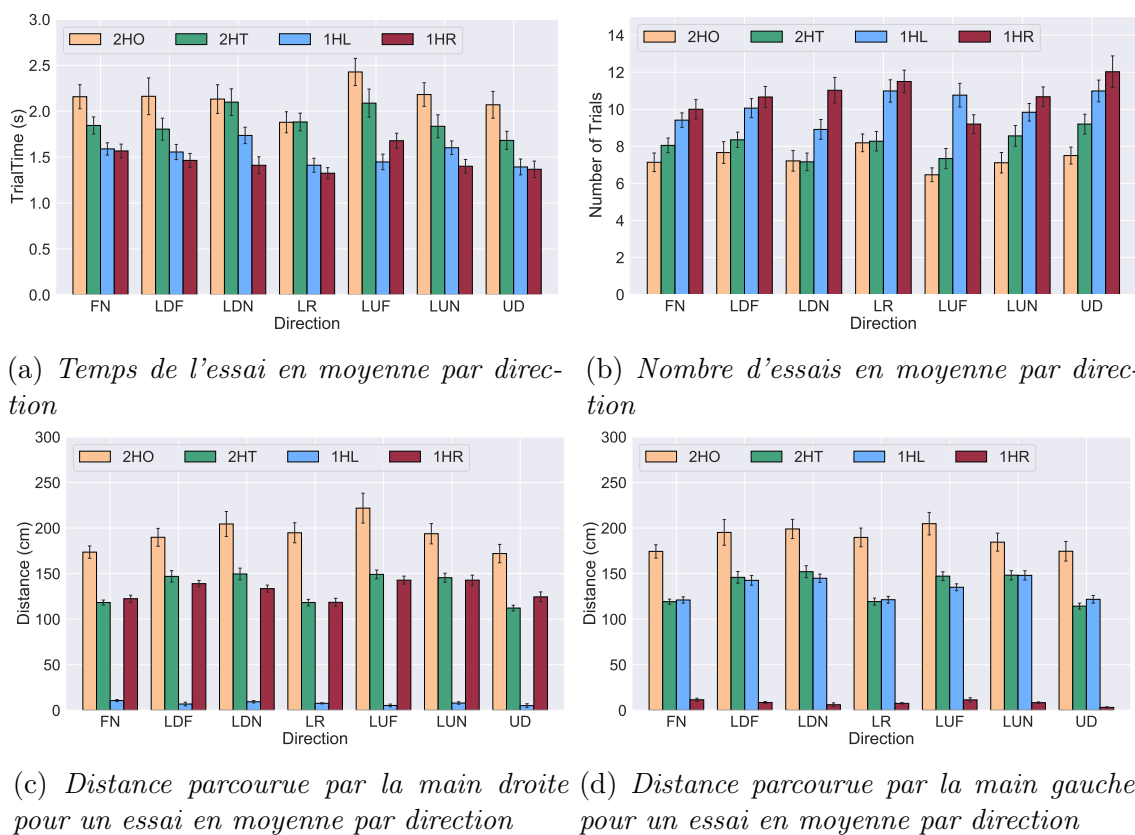 3.0
2.5
2.0
1.5
1.0
0.5
0.0
TrialTime (s)
2HO 2HT 1HL 1HR
FN LDF LDN LR LUF LUN UD
Direction
14
12
10
8
6
4
2
0
Number of Trials
2HO 2HT 1HL 1HR
FN LDF LDN LR LUF LUN UD
Direction
(a) Temps de l'essai en moyenne par direc-
tion
(b) Nombre d'essais en moyenne par direc-
tion
300
250
200
150
100
50
0
Distance (cm)
2HO 2HT 1HL 1HR
FN LDF LDN LR LUF LUN UD
Direction
300
250
200
150
100
50
0
Distance (cm)
2HO 2HT 1HL 1HR
FN LDF LDN LR LUF LUN UD
Direction
(c) Distance parcourue par la main droite
pour un essai en moyenne par direction
(d) Distance parcourue par la main gauche
pour un essai en moyenne par direction